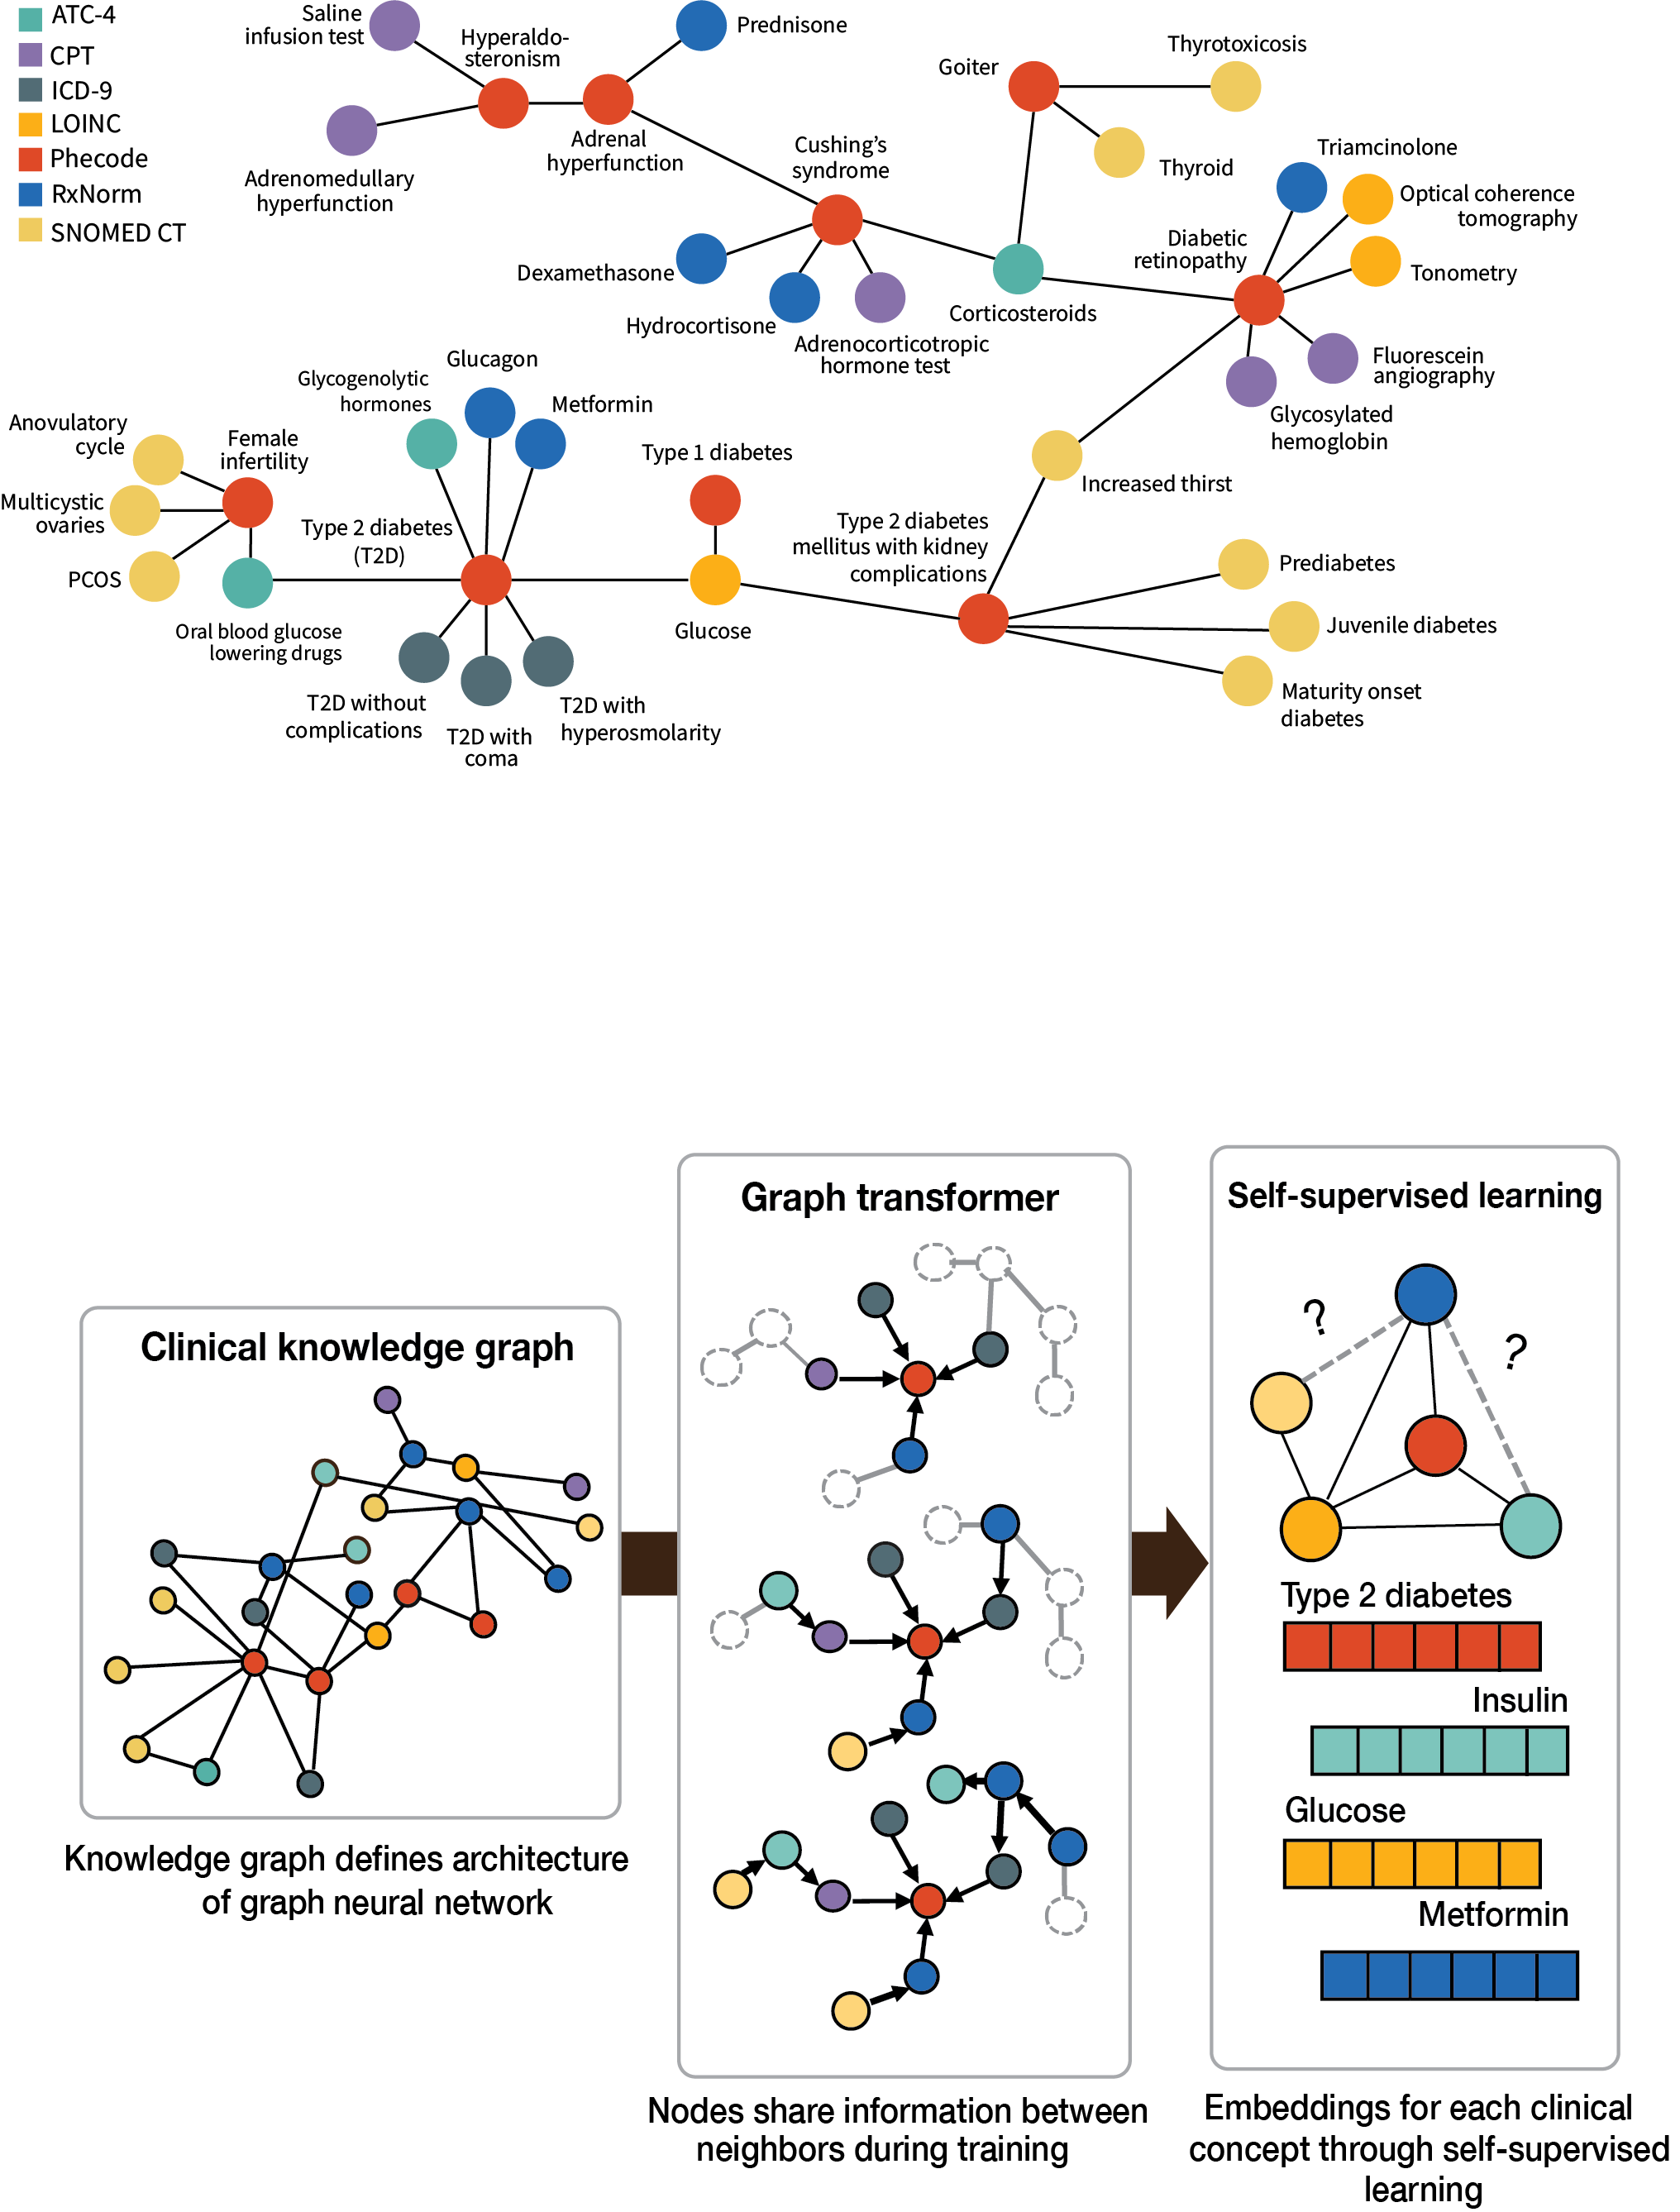 ATC-4
CPT
ICD-9
LOINC
Phecode
RxNorm
SNOMED CT
Saline
infusion test
Hyperaldo-
steronism
Prednisone
Adrenomedullary
hyperfunction
Adrenal
hyperfunction
Cushing's
syndrome
Goiter
Thyrotoxicosis
Thyroid
Triamcinolone
Optical coherence
tomography
Diabetic
retinopathy
Tonometry
Dexamethasone
Hydrocortisone
Adrenocorticotropic
hormone test
Corticosteroids
Fluorescein
angiography
Glycosylated
hemoglobin
Glucagon
Glycogenolytic
hormones
Metformin
Anovulatory
cycle
Female
infertility
Multicystic
ovaries
PCOS
Type 2 diabetes
(T2D)
Type 1 diabetes
Increased thirst
Type 2 diabetes
mellitus with kidney
complications
Prediabetes
Juvenile diabetes
Maturity onset
diabetes
Oral blood glucose
lowering drugs
Glucose
T2D without
complications
T2D with
coma
T2D with
hyperosmolarity
Clinical knowledge graph
Knowledge graph defines architecture
of graph neural network
Graph transformer
Nodes share information between
neighbors during training
Self-supervised learning
?
?
Type 2 diabetes
Insulin
Glucose
Metformin
Embeddings for each clinical
concept through self-supervised
learning